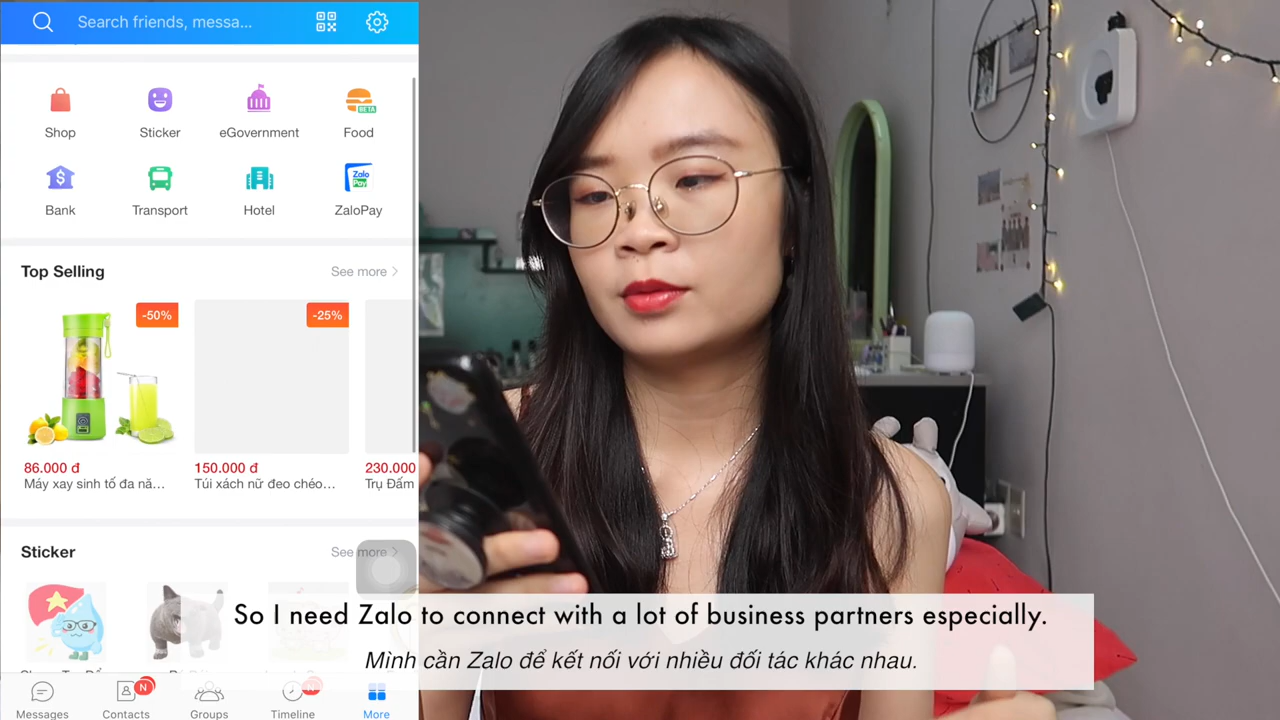 Search friends, messa...
Shop
Sticker
eGovernment
Food
BETA
Bank
Transport
Hotel
ZaloPay
Zalo
Pay
Top Selling
See more
-50%
-25%
86.000 đ
150.000 đ
230.000
Máy xay sinh tố đa nă...
Túi xách nữ đeo chéo...
Trụ Đấm
Sticker
See more
So I need Zalo to connect with a lot of business partners especially.
Mình cần Zalo để kết nối với nhiều đối tác khác nhau.
Messages
Contacts
N
Groups
Timeline
More